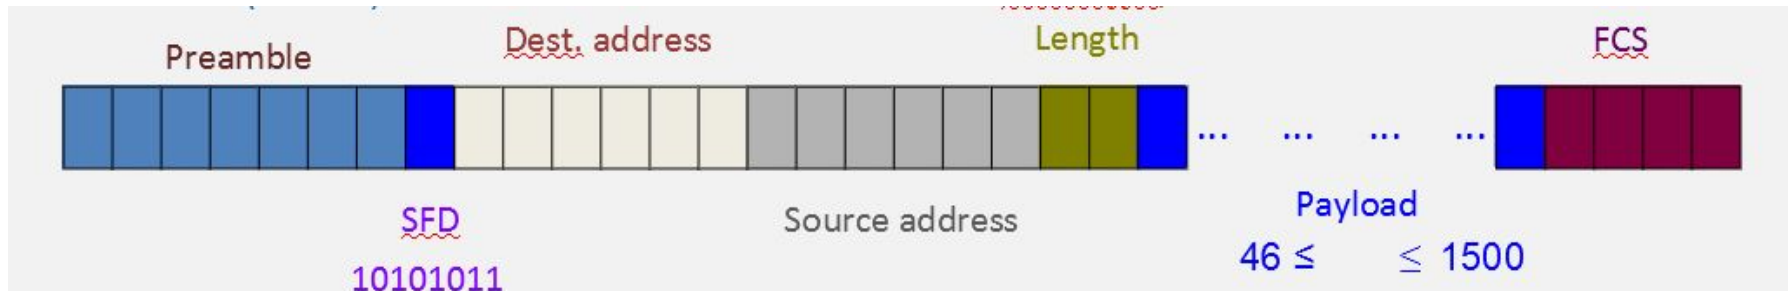 Preamble
Dest. address
Length
FCS
... ... ... ...
SFD
10101011
Source address
Payload
46 ≤ ≤ 1500